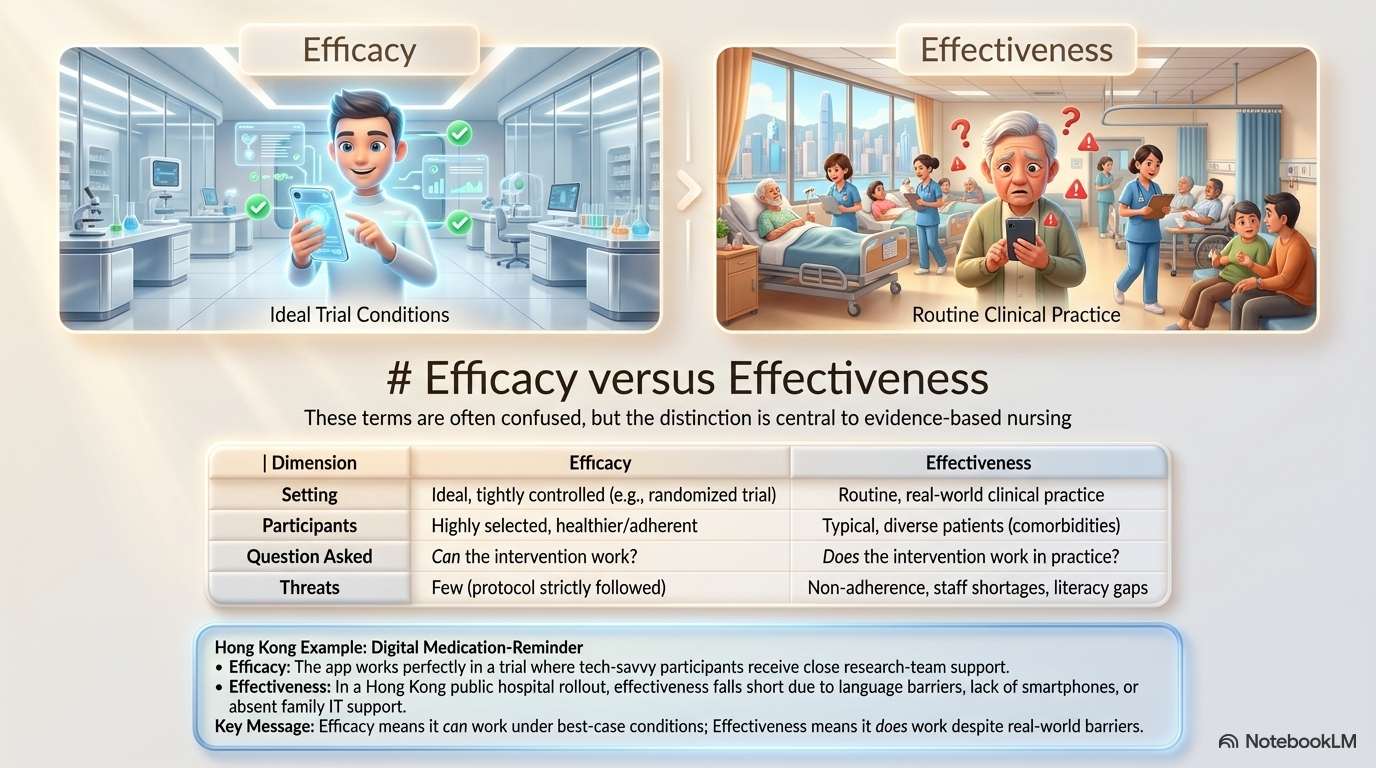 Efficacy
Effectiveness
Ideal Trial Conditions
Routine Clinical Practice
# Efficacy versus Effectiveness
These terms are often confused, but the distinction is central to evidence-based nursing
| Dimension Efficacy Effectiveness
Setting Ideal, tightly controlled (e.g., randomized trial) Routine, real-world clinical practice
Participants Highly selected, healthier/adherent Typical, diverse patients (comorbidities)
Question Asked Can the intervention work? Does the intervention work in practice?
Threats Few (protocol strictly followed) Non-adherence, staff shortages, literacy gaps
Hong Kong Example: Digital Medication-Reminder
• Efficacy: The app works perfectly in a trial where tech-savvy participants receive close research-team support.
• Effectiveness: In a Hong Kong public hospital rollout, effectiveness falls short due to language barriers, lack of smartphones, or
absent family IT support.
Key Message: Efficacy means it can work under best-case conditions; Effectiveness means it does work despite real-world barriers.
NotebookLM